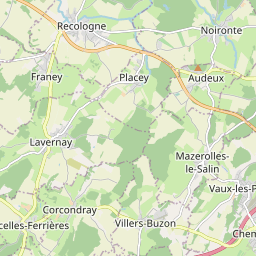 Recologne
Noironte
Franey
Placey
Audeux
Lavernay
Mazerolles-
le-Salin
Vaux-les-P
Corcondray
celles-Ferrières
Villers-Buzon
Chem